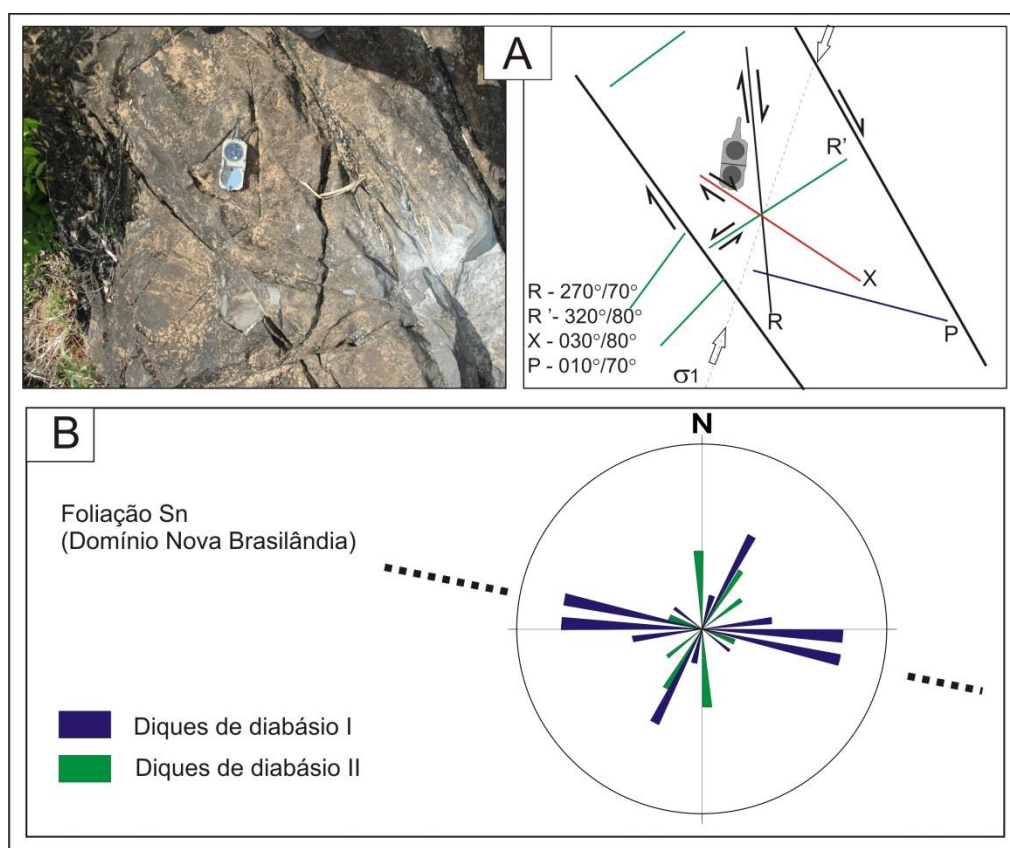 A
R'
X
P
R
R - 270°/70°
R '- 320°/80°
X - 030°/80°
P - 010°/70°
σ1
B
N
Foliação Sn
(Domínio Nova Brasilândia)
Diques de diabásio I
Diques de diabásio II